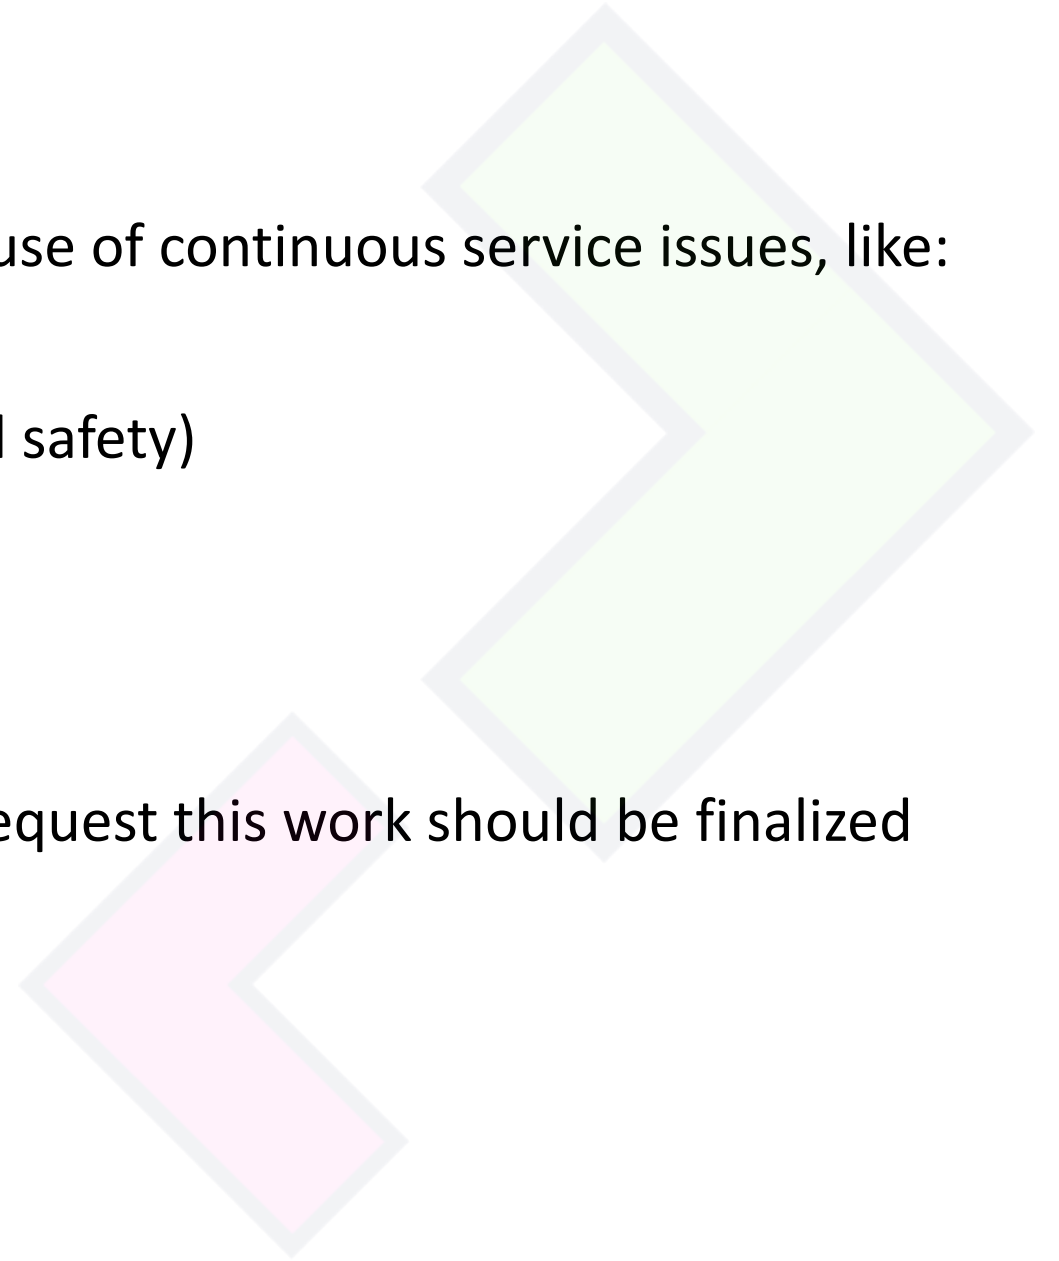 use of continuous service issues, like:
safety)
equest this work should be finalized